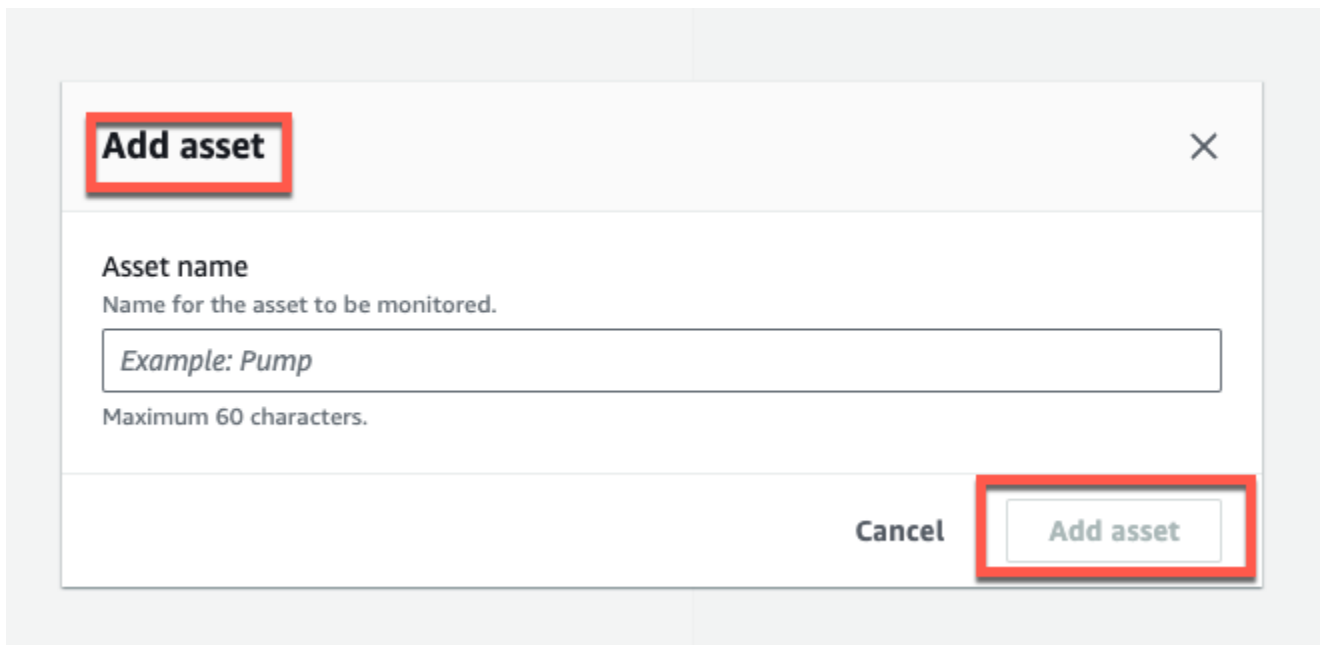 Add asset
Asset name
Name for the asset to be monitored.
Example: Pump
Maximum 60 characters.
Cancel
Add asset